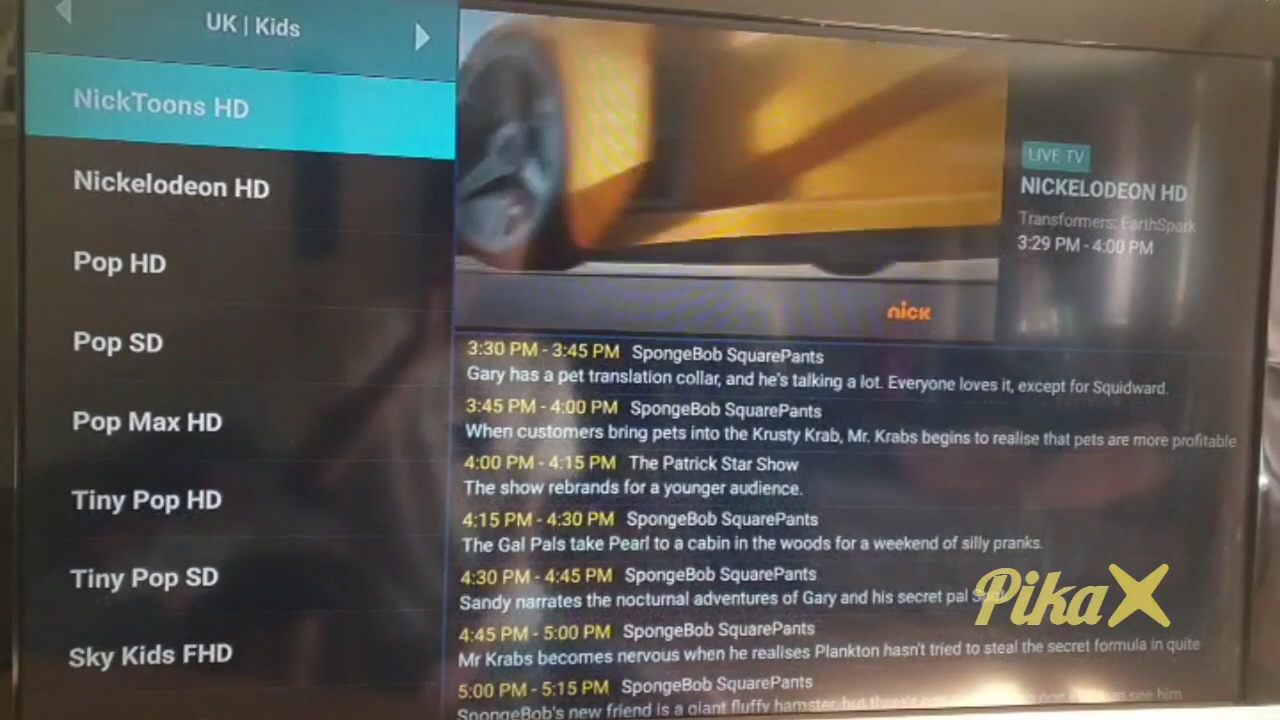 UK | Kids
NickToons HD
Nickelodeon HD
Pop HD
Pop SD
Pop Max HD
Tiny Pop HD
Tiny Pop SD
Sky Kids FHD
nick
LIVE TV
NICKELODEON HD
Transformers: EarthSpark
3:29 PM - 4:00 PM
3:30 PM - 3:45 PM SpongeBob SquarePants
Gary has a pet translation collar, and he's talking a lot. Everyone loves it, except for Squidward.
3:45 PM - 4:00 PM SpongeBob SquarePants
When customers bring pets into the Krusty Krab, Mr. Krabs begins to realise that pets are more profitable
4:00 PM - 4:15 PM The Patrick Star Show
The show rebrands for a younger audience.
4:15 PM - 4:30 PM SpongeBob SquarePants
The Gal Pals take Pearl to a cabin in the woods for a weekend of silly pranks.
4:30 PM - 4:45 PM SpongeBob SquarePants
Sandy narrates the nocturnal adventures of Gary and his secret pal
PikaX
4:45 PM - 5:00 PM SpongeBob SquarePants
Mr Krabs becomes nervous when he realises Plankton hasn't tried to steal the secret formula in quite
5:00 PM - 5:15 PM SpongeBob SquarePants
SpongeBob's new friend is a giant fluffy hamster, but there's see him